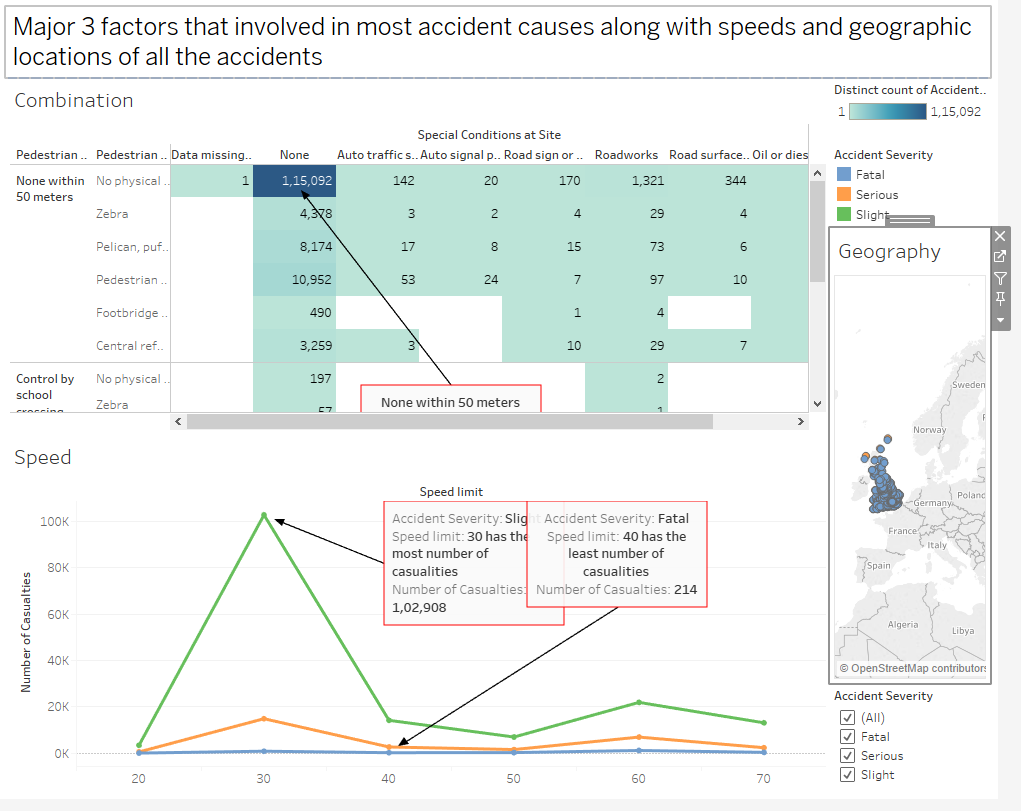 Major 3 factors that involved in most accident causes along with speeds and geographic
locations of all the accidents
Combination
Special Conditions at Site
Pedestrian .. Pedestrian .. Data missing.. None Auto traffic s.. Auto signal p.. Road sign or .. Roadworks Road surface.. Oil or dies
None within 50 meters No physical .. 1 1,15,092 142 20 170 1,321 344
Zebra 4,378 3 2 4 29 4
Pelican, puf.. 8,174 17 8 15 73 6
Pedestrian .. 10,952 53 24 7 97 10
Footbridge .. 490 1 4
Central ref.. 3,259 3 10 29 7
Control by school crossing No physical .. 197 2
Zebra 57 1
None within 50 meters
Distinct count of Accident..
1 1,15,092
Accident Severity
Fatal
Serious
Slight
Geography
Sweden
Norway
Poland
Germany
France
Italy
Spain
Algeria
Libya
© OpenStreetMap contributors
Speed
Speed limit
Number of Casualties
100K
80K
60K
40K
20K
0K
20 30 40 50 60 70
Accident Severity: Sligh
Speed limit: 30 has the
most number of
casualities
Number of Casualties:
1,02,908
Accident Severity: Fatal
Speed limit: 40 has the
least number of
casualities
Number of Casualties: 214
Accident Severity
(All)
Fatal
Serious
Slight